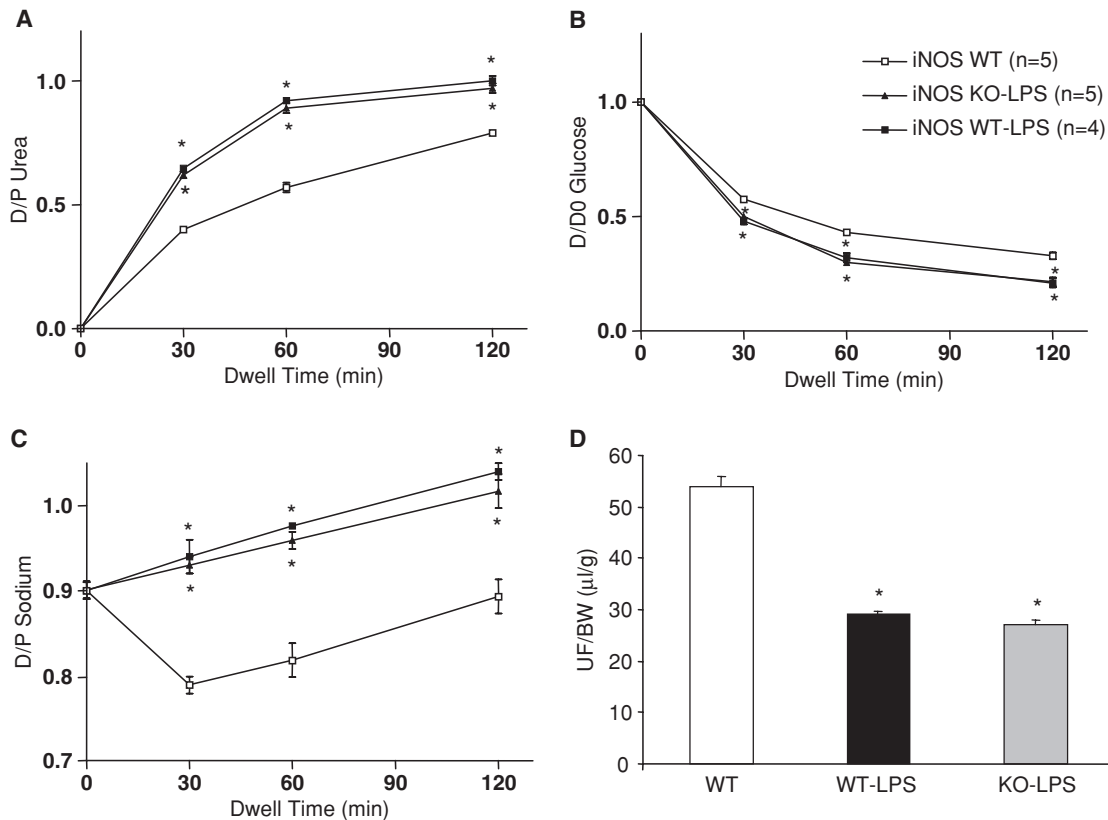 A
D/P Urea
1.0
0.5
0.0
0 30 60 90 120
Dwell Time (min)
*
*
*
*
*
*
B
D/D0 Glucose
1.0
0.5
0.0
0 30 60 90 120
Dwell Time (min)
iNOS WT (n=5)
iNOS KO-LPS (n=5)
iNOS WT-LPS (n=4)
*
*
*
*
*
*
C
D/P Sodium
1.0
0.9
0.8
0.7
0 30 60 90 120
Dwell Time (min)
*
*
*
*
*
*
D
UF/BW (µl/g)
60
50
40
30
20
10
0
*
*
WT WT-LPS KO-LPS